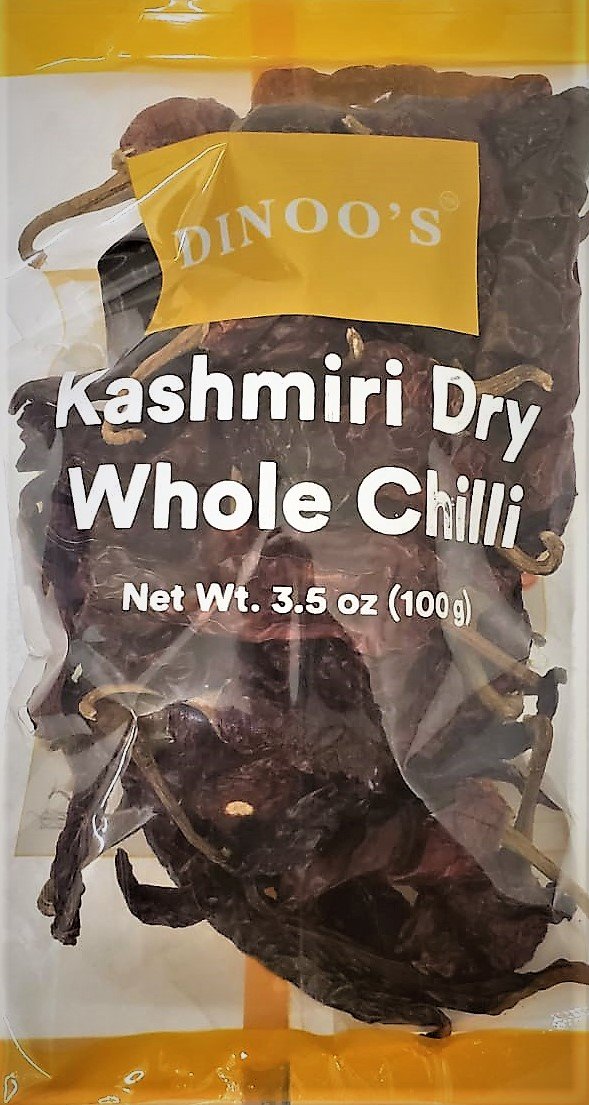 DINOO'S®
Kashmiri Dry
Whole Chilli
Net Wt. 3.5 oz (100g)